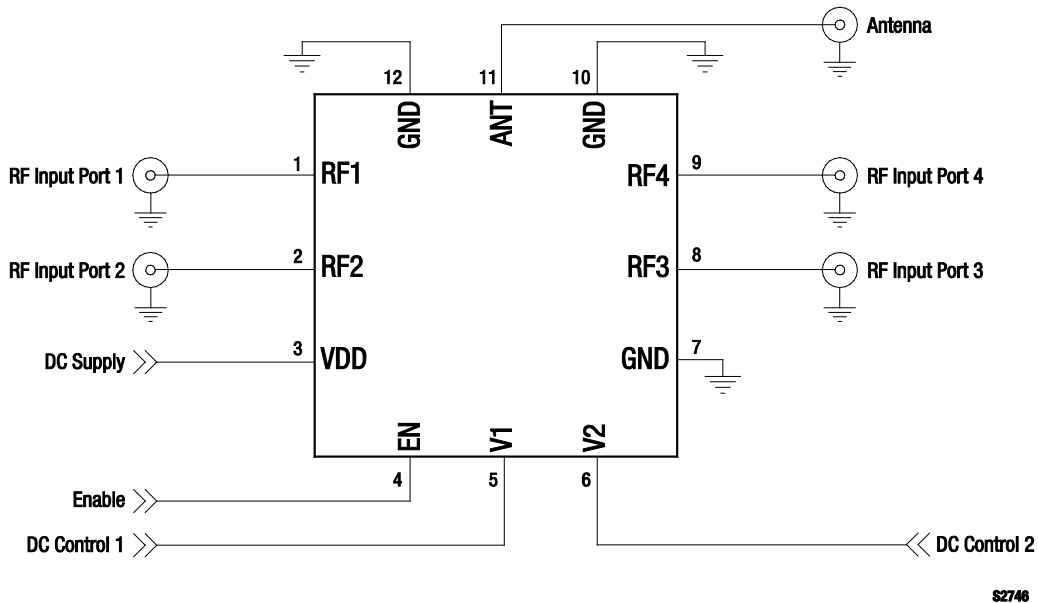 Antenna
12
11
10
GND
ANT
GND
RF Input Port 1
1
RF1
RF4
9
RF Input Port 4
RF Input Port 2
2
RF2
RF3
8
RF Input Port 3
DC Supply
3
VDD
GND
7
EN
V1
V2
4
5
6
Enable
DC Control 1
DC Control 2
S2746